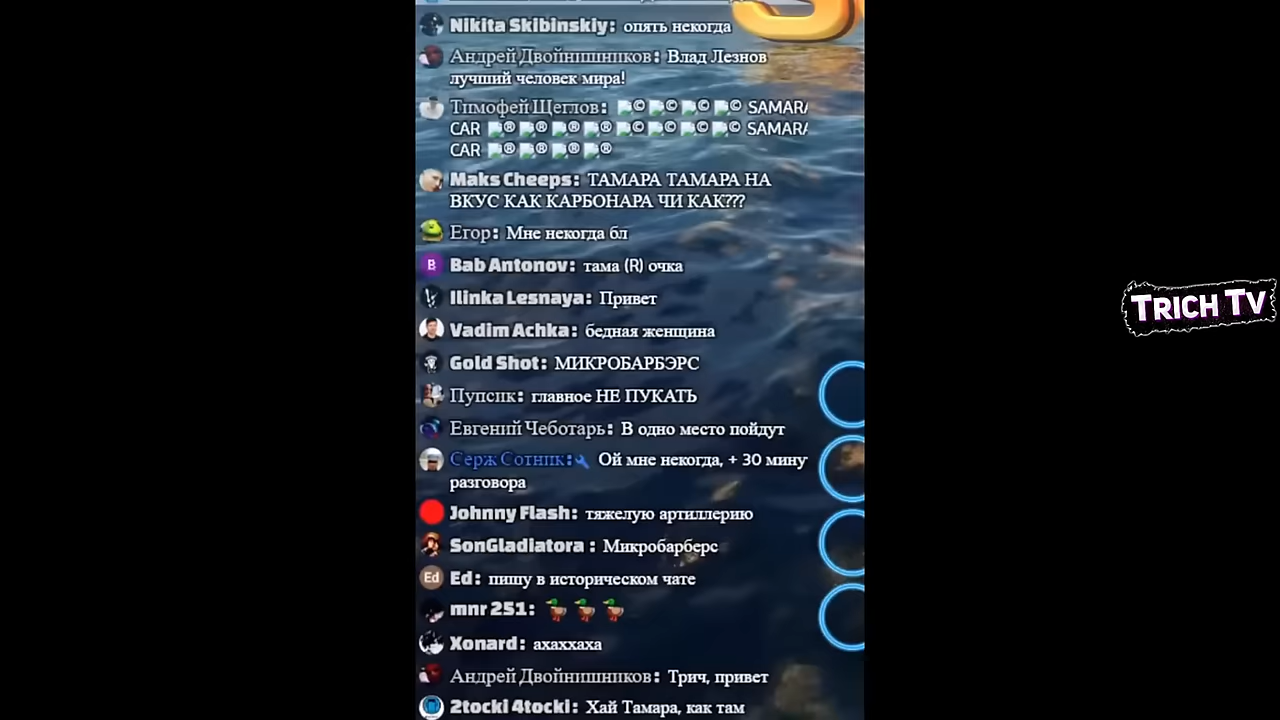 Nikita Skibinskiy: опять некогда
Андрей Двойнишников: Влад Лезнов
лучший человек мира!
Тимофей Щеглов: © © © © SAMARA
CAR ® ® ® ® © © © © SAMARA
CAR ® ® ® ®
Maks Cheeps: ТАМАРА ТАМАРА НА
ВКУС КАК КАРБОНАРА ЧИ КАК???
Егор: Мне некогда бл
B Bab Antonov: тама (R) очка
Ilinka Lesnaya: Привет
Vadim Achka: бедная женщина
Gold Shot: МИКРОБАРБЭРС
Пупсик: главное НЕ ПУКАТЬ
Евгений Чеботарь: В одно место пойдут
Серж Сотник: Ой мне некогда, + 30 мину
разговора
Johnny Flash: тяжелую артиллерию
SonGladiatora : Микробарберс
Ed Ed: пишу в историческом чате
mnr 251: 🦆 🦆 🦆
Xonard: ахаххаха
Андрей Двойнишников: Трич, привет
2tocki 4tocki: Хай Тамара, как там
TRICH TV